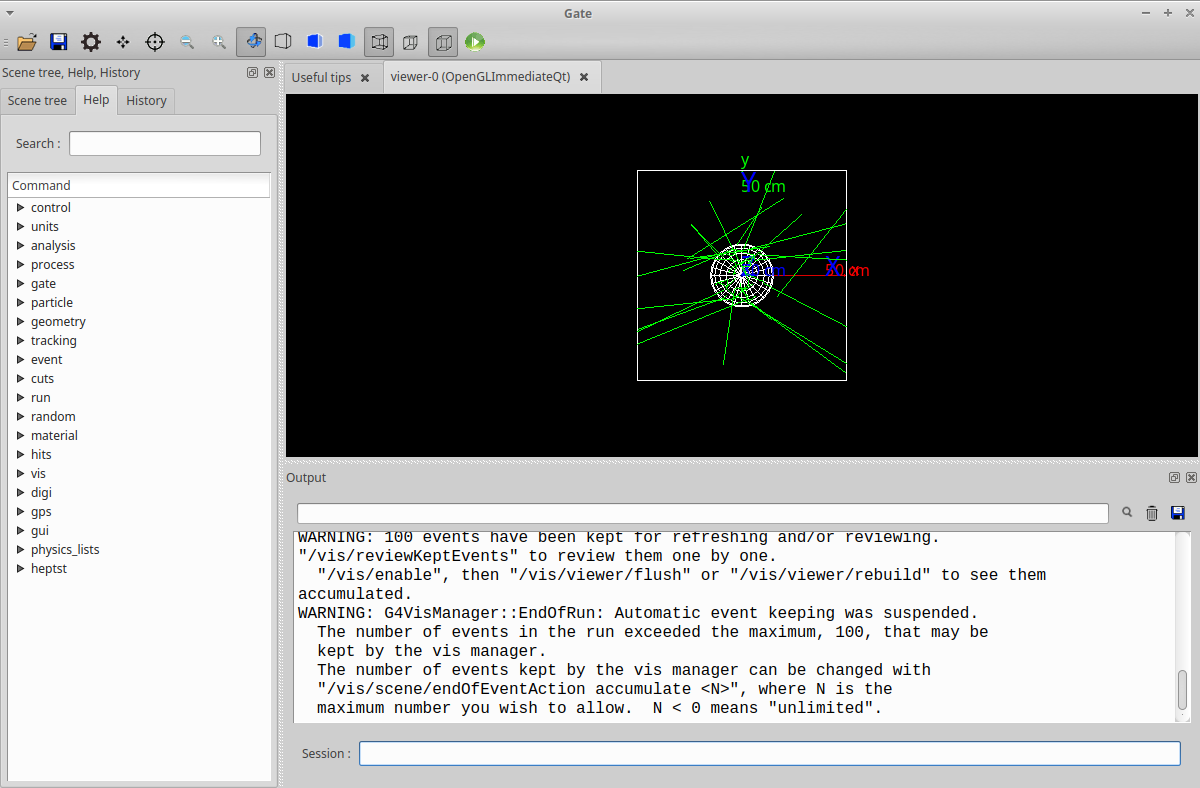 Gate
Scene tree, Help, History
Scene tree
Help
History
Search :
Command
control
units
analysis
process
gate
particle
geometry
tracking
event
cuts
run
random
material
hits
vis
digi
gps
gui
physics_lists
heptst
Useful tips
viewer-0 (OpenGLImmediateQt)
y
50 cm
50 cm
Output
WARNING: 100 events have been kept for refreshing and/or reviewing.
"/vis/reviewKeptEvents" to review them one by one.
"/vis/enable", then "/vis/viewer/flush" or "/vis/viewer/rebuild" to see them
accumulated.
WARNING: G4VisManager::EndOfRun: Automatic event keeping was suspended.
The number of events in the run exceeded the maximum, 100, that may be
kept by the vis manager.
The number of events kept by the vis manager can be changed with
"/vis/scene/endOfEventAction accumulate <N>", where N is the
maximum number you wish to allow.  N < 0 means "unlimited".
Session :